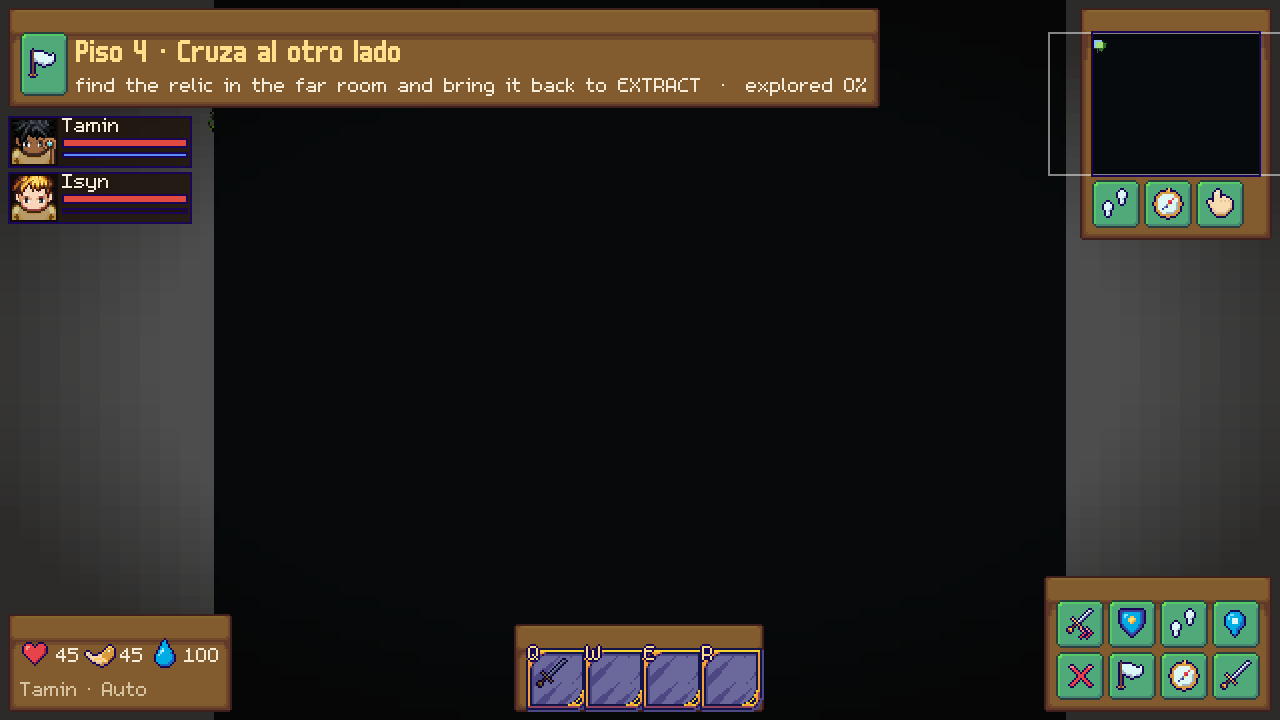 Piso 4 · Cruza al otro lado
find the relic in the far room and bring it back to EXTRACT · explored 0%
Tamin
Isyn
45 45 100
Tamin · Auto
Q W E R